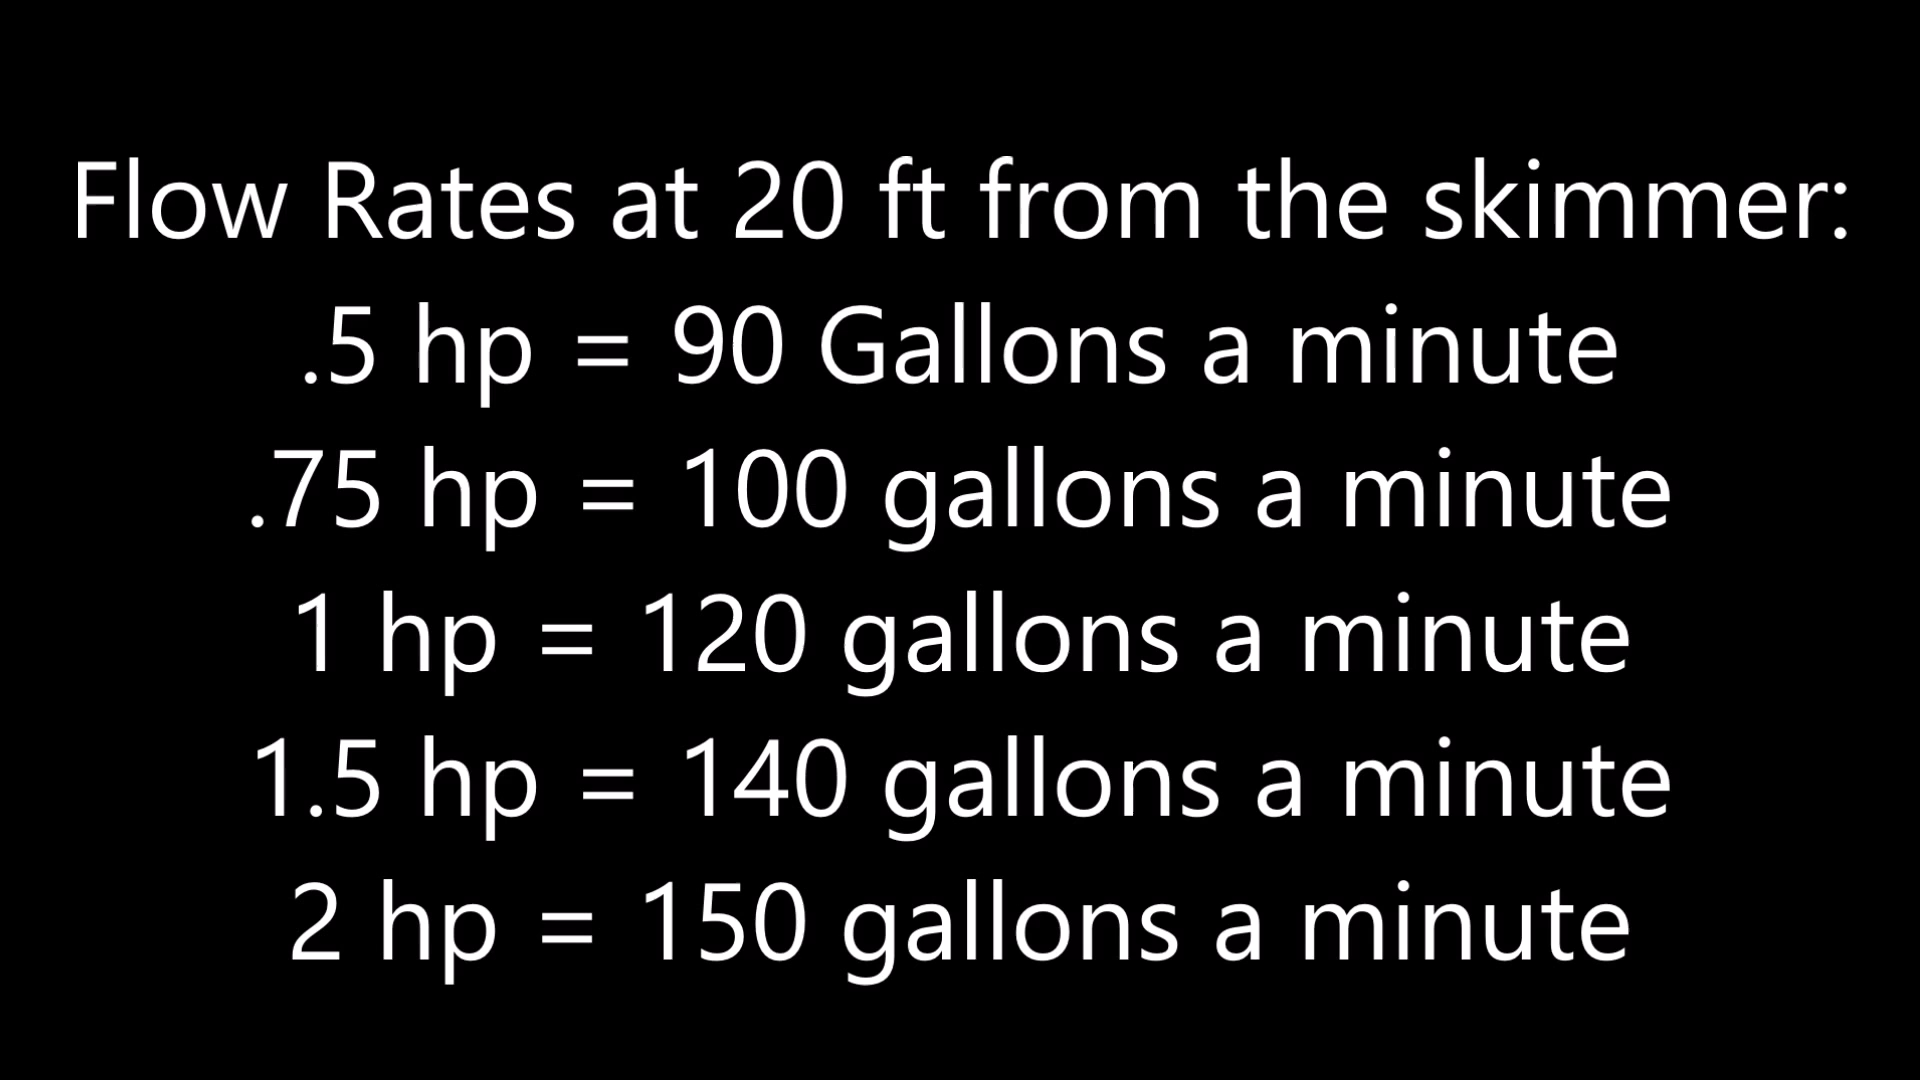 Flow Rates at 20 ft from the skimmer:
.5 hp = 90 Gallons a minute
.75 hp = 100 gallons a minute
1 hp = 120 gallons a minute
1.5 hp = 140 gallons a minute
2 hp = 150 gallons a minute